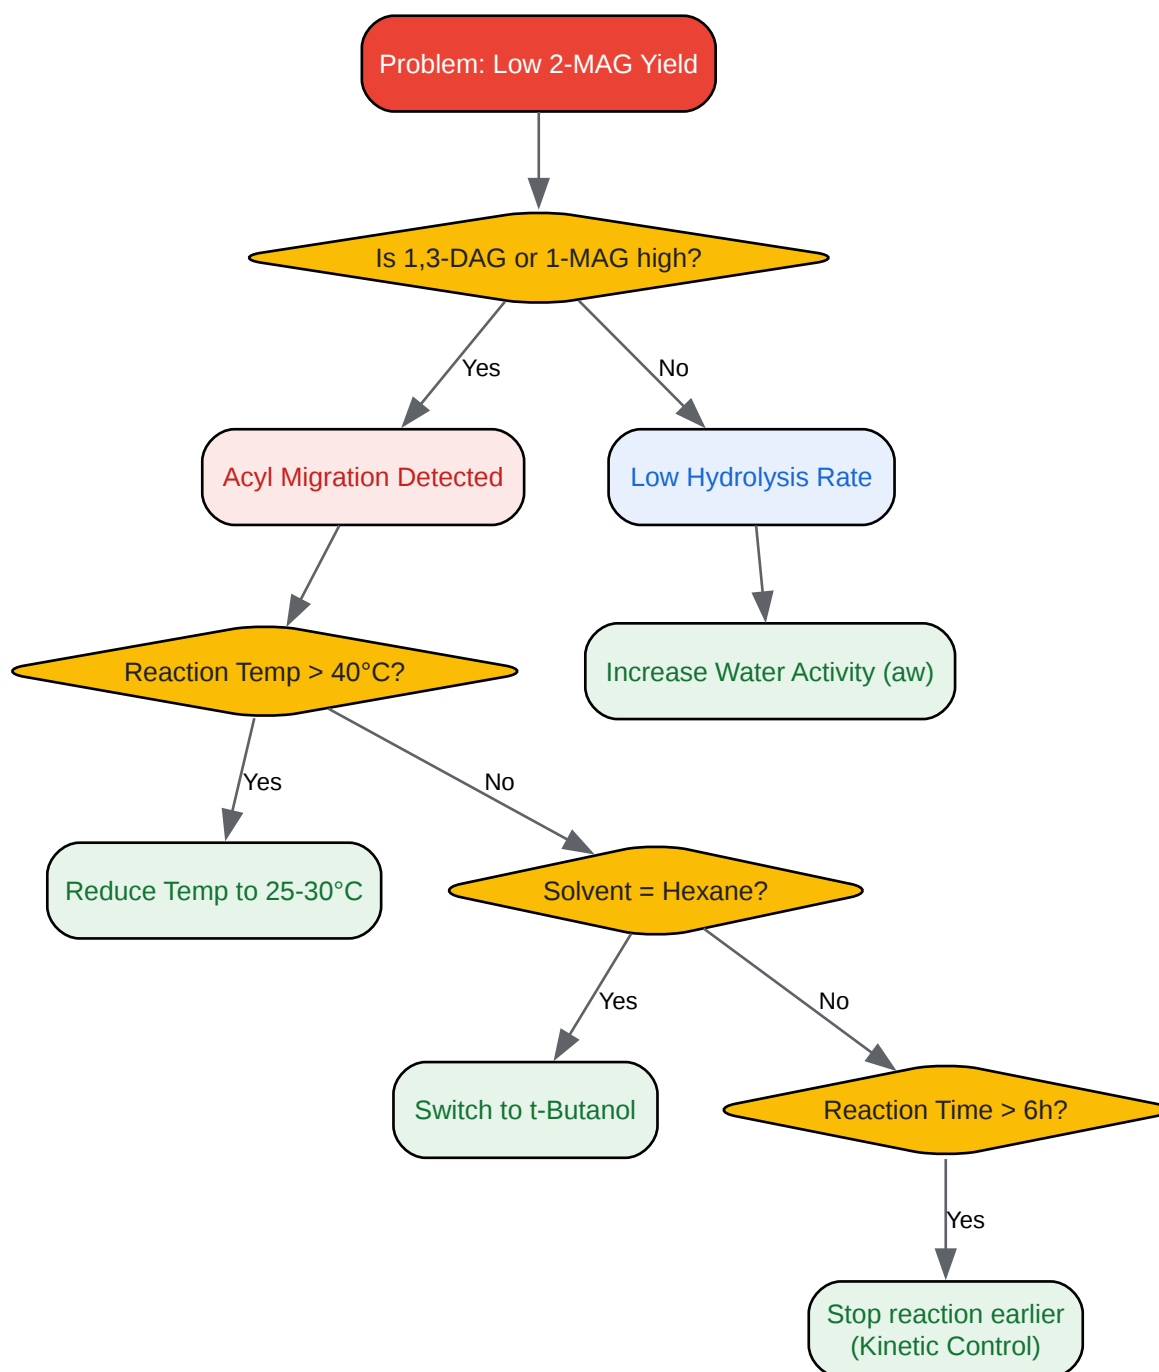 Problem: Low 2-MAG Yield
Is 1,3-DAG or 1-MAG high?
Yes
No
Acyl Migration Detected
Low Hydrolysis Rate
Reaction Temp > 40°C?
Increase Water Activity (aw)
Yes
No
Reduce Temp to 25-30°C
Solvent = Hexane?
Yes
No
Switch to t-Butanol
Reaction Time > 6h?
Yes
Stop reaction earlier
(Kinetic Control)